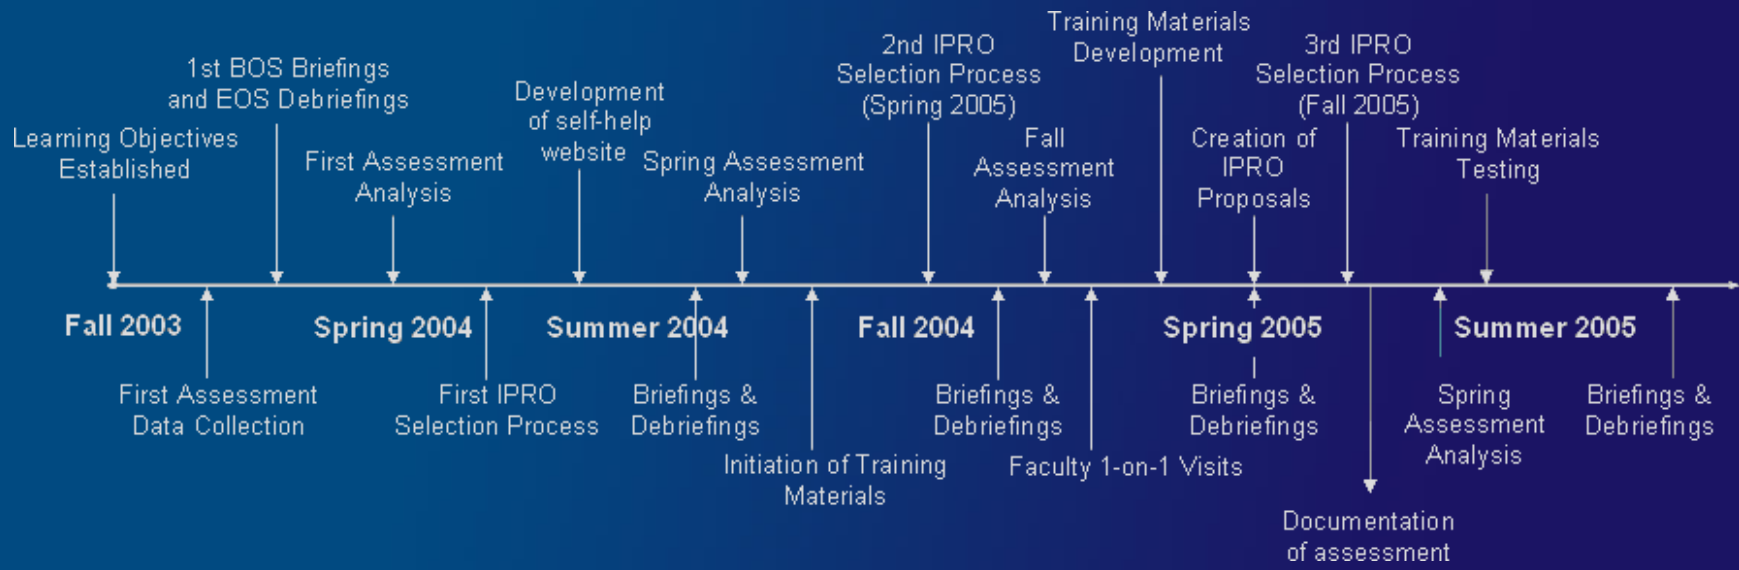 Learning Objectives
Established
1st BOS Briefings
and EOS Debriefings
First Assessment
Analysis
Development
of self-help
website
Spring Assessment
Analysis
2nd IPRO
Selection Process
(Spring 2005)
Fall
Assessment
Analysis
Training Materials
Development
Creation of
IPRO
Proposals
3rd IPRO
Selection Process
(Fall 2005)
Training Materials
Testing
Fall 2003
Spring 2004
Summer 2004
Fall 2004
Spring 2005
Summer 2005
First Assessment
Data Collection
First IPRO
Selection Process
Briefings &
Debriefings
Initiation of Training
Materials
Briefings &
Debriefings
Faculty 1-on-1 Visits
Briefings &
Debriefings
Documentation
of assessment
Spring
Assessment
Analysis
Briefings &
Debriefings